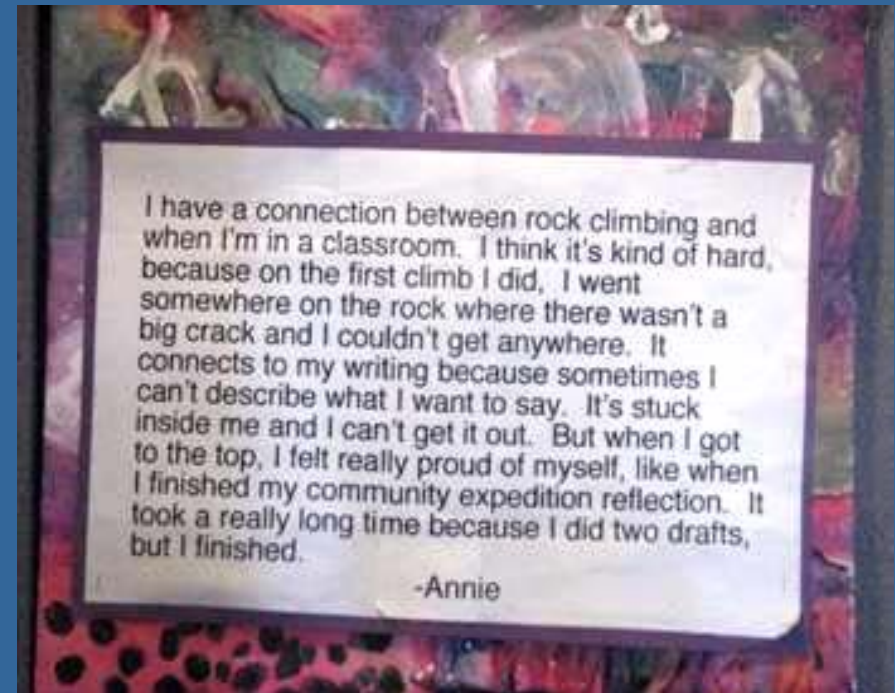 I have a connection between rock climbing and
when I'm in a classroom. I think it's kind of hard,
because on the first climb I did, I went
somewhere on the rock where there wasn't a
big crack and I couldn't get anywhere. It
connects to my writing because sometimes I
can't describe what I want to say. It's stuck
inside me and I can't get it out. But when I got
to the top, I felt really proud of myself, like when
I finished my community expedition reflection. It
took a really long time because I did two drafts,
but I finished.
-Annie